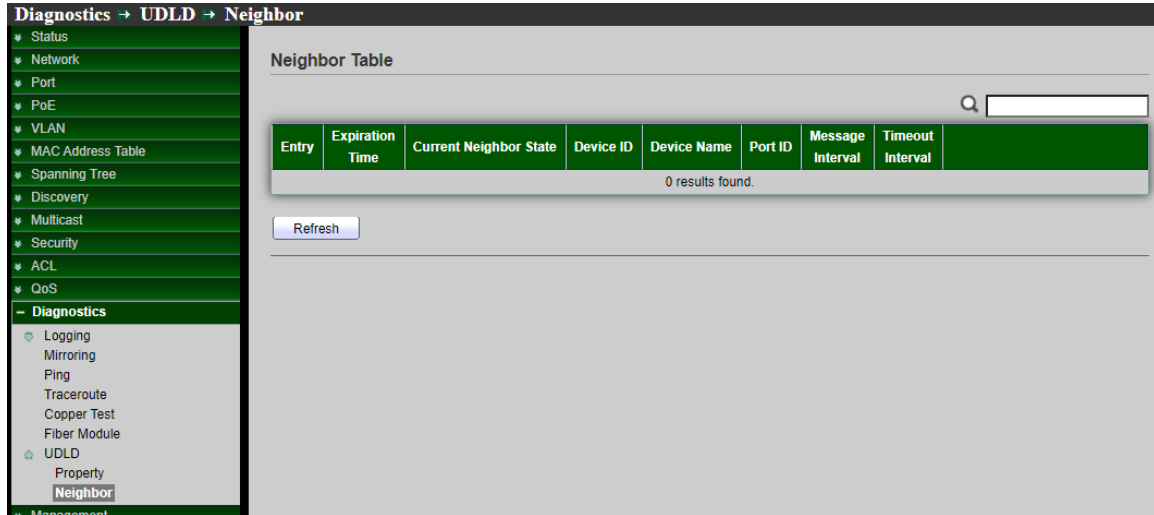 Diagnostics → UDLD → Neighbor
Status
Network
Port
PoE
VLAN
MAC Address Table
Spanning Tree
Discovery
Multicast
Security
ACL
QoS
Diagnostics
Logging
Mirroring
Ping
Traceroute
Copper Test
Fiber Module
UDLD
Property
Neighbor
Management
Neighbor Table
Entry Expiration Time Current Neighbor State Device ID Device Name Port ID Message Interval Timeout Interval
0 results found.
Refresh